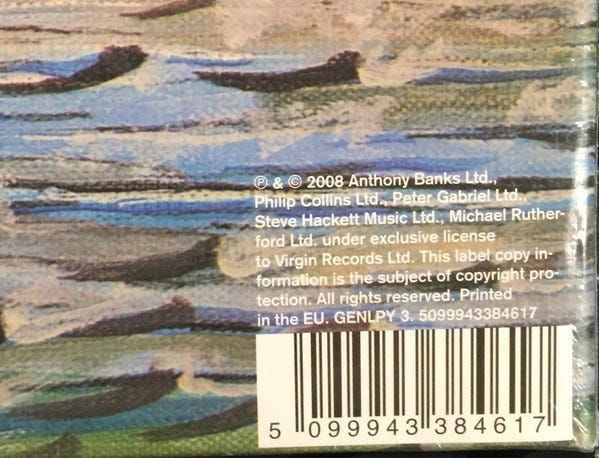 ℗ & © 2008 Anthony Banks Ltd.,
Philip Collins Ltd., Peter Gabriel Ltd.,
Steve Hackett Music Ltd., Michael Ruther-
ford Ltd. under exclusive license
to Virgin Records Ltd. This label copy in-
formation is the subject of copyright pro-
tection. All rights reserved. Printed
in the EU. GENLPY 3. 5099943384617
5 099943 384617